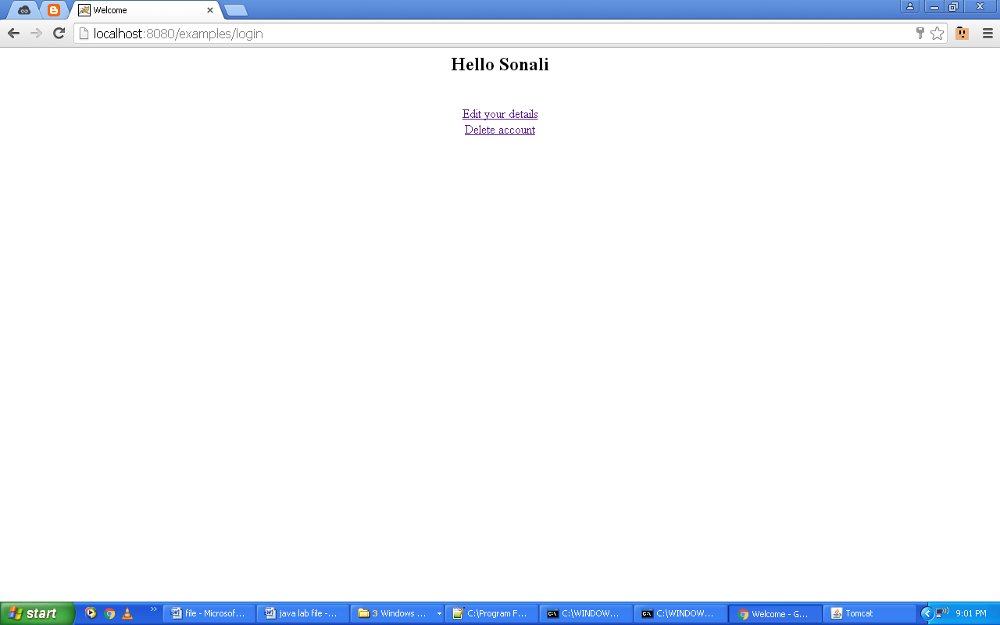 Welcome
localhost:8080/examples/login
Hello Sonali
Edit your details
Delete account
start
file - Microsof...
java lab file -...
3 Windows ...
C:\Program F...
C:\WINDOW...
C:\WINDOW...
Welcome - G...
Tomcat
9:01 PM